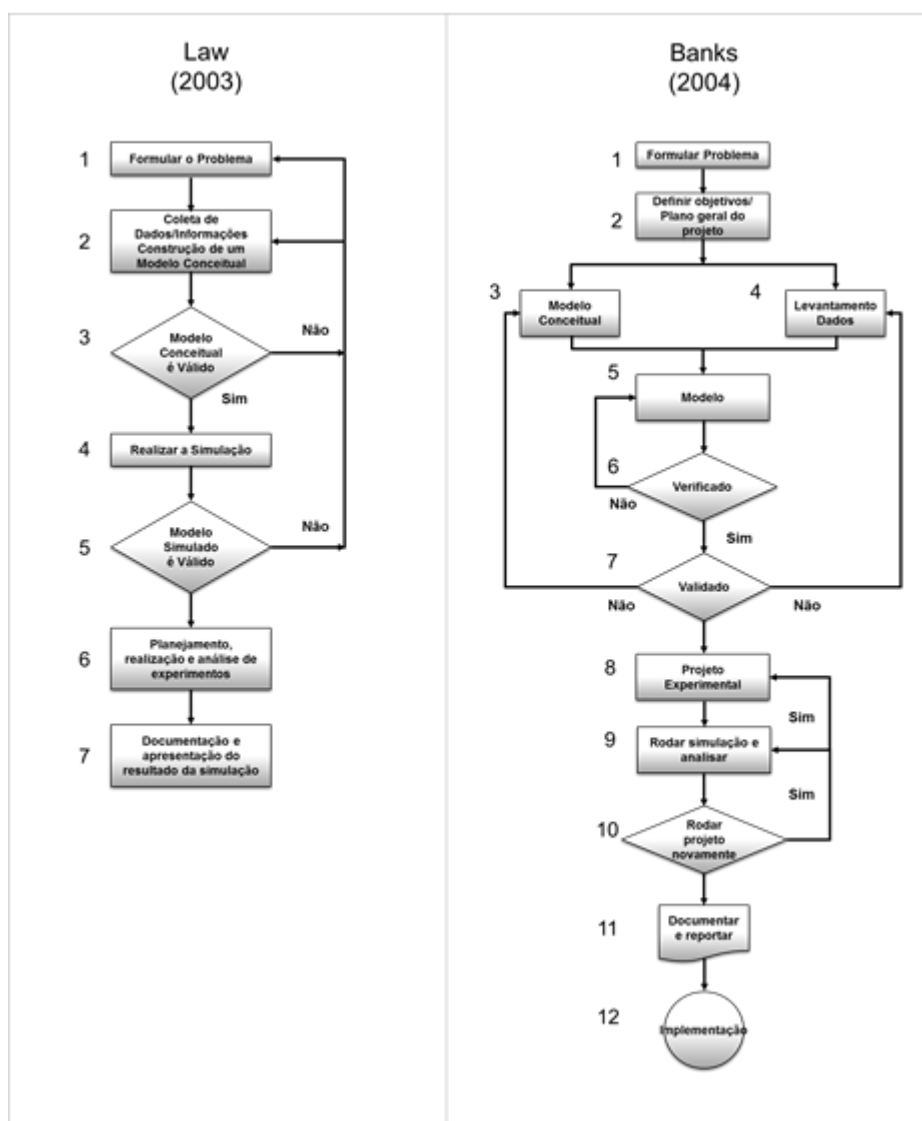 Law
(2003)
1
Formular o Problema
2
Coleta de
Dados/Informações
Construção de um
Modelo Conceitual
3
Modelo
Conceitual
é Válido
Não
Sim
4
Realizar a Simulação
5
Modelo
Simulado
é Válido
Não
6
Planejamento,
realização e análise de
experimentos
7
Documentação e
apresentação do
resultado da simulação
Banks
(2004)
1
Formular Problema
2
Definir objetivos/
Plano geral do
projeto
3
Modelo
Conceitual
4
Levantamento
Dados
5
Modelo
6
Verificado
Não
Sim
7
Validado
Não
Não
8
Projeto
Experimental
Sim
9
Rodar simulação e
analisar
Sim
10
Rodar
projeto
novamente
11
Documentar
e reportar
12
Implementação